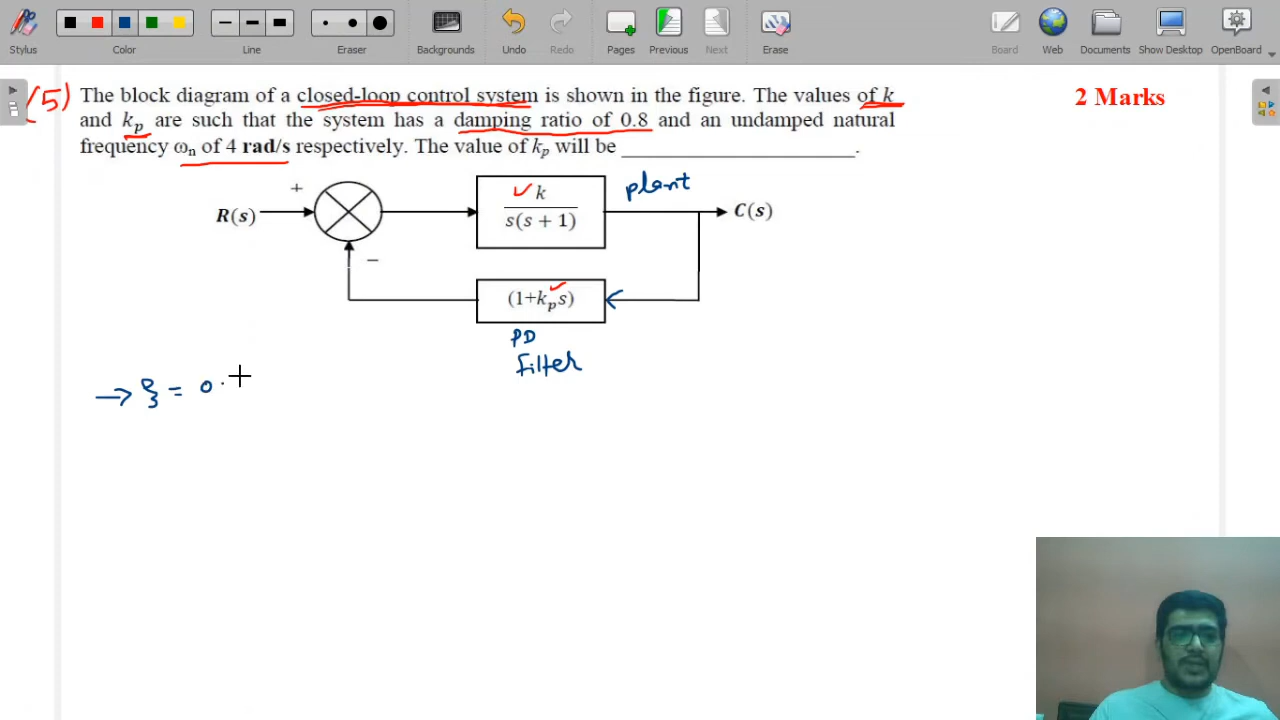 Stylus
Color
Line
Eraser
Backgrounds
Undo
Redo
Pages
Previous
Next
Erase
Board
Web
Documents
Show Desktop
OpenBoard
(5) The block diagram of a closed-loop control system is shown in the figure. The values of k
and kₚ are such that the system has a damping ratio of 0.8 and an undamped natural
frequency ωₙ of 4 rad/s respectively. The value of kₚ will be ____________________.
2 Marks
+
k
plant
R(s)
s(s + 1)
C(s)
−
(1+kₚs)
PD
filter
→ ξ = 0.